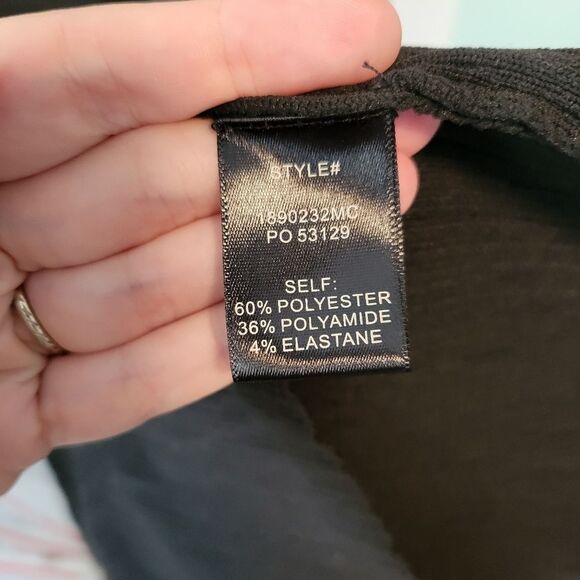 STYLE#
1890232MC
PO 53129
SELF:
60% POLYESTER
36% POLYAMIDE
4% ELASTANE